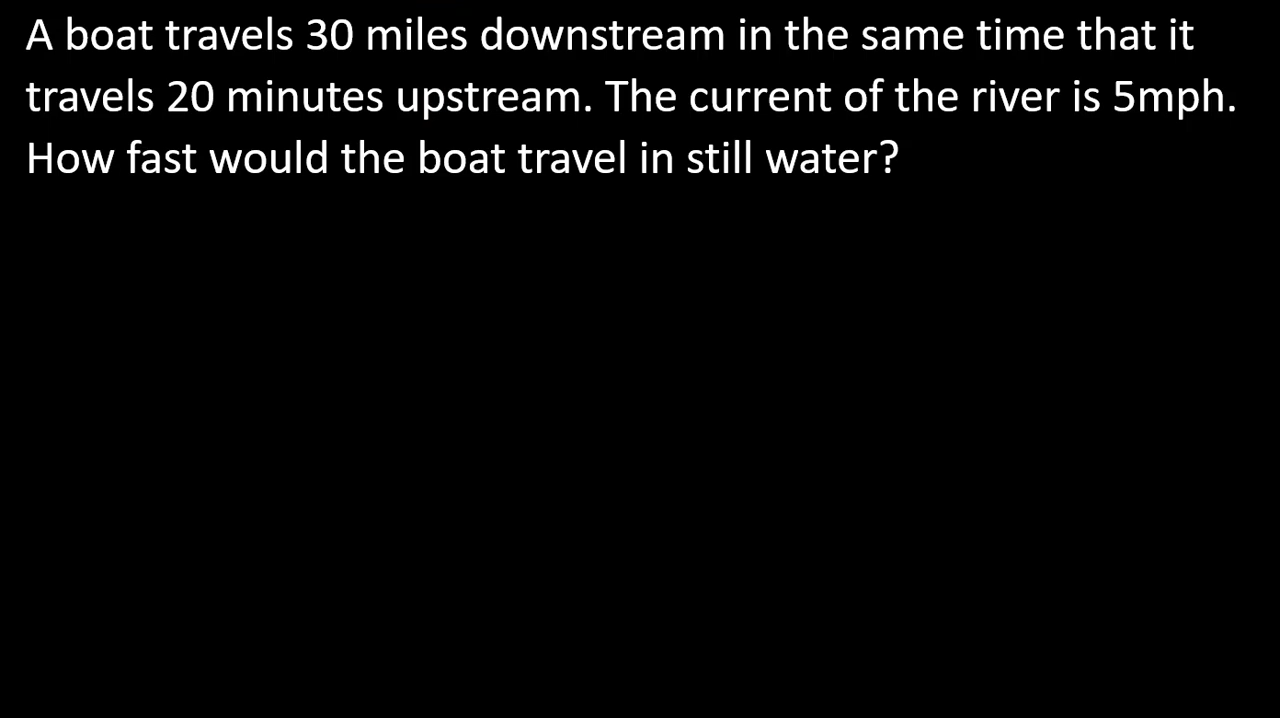 A boat travels 30 miles downstream in the same time that it
travels 20 minutes upstream. The current of the river is 5mph.
How fast would the boat travel in still water?